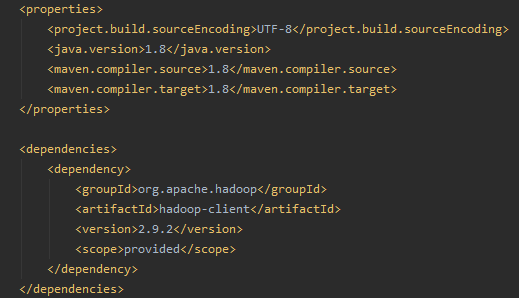 <properties>
<project.build.sourceEncoding>UTF-8</project.build.sourceEncoding>
<java.version>1.8</java.version>
<maven.compiler.source>1.8</maven.compiler.source>
<maven.compiler.target>1.8</maven.compiler.target>
</properties>
<dependencies>
<dependency>
<groupId>org.apache.hadoop</groupId>
<artifactId>hadoop-client</artifactId>
<version>2.9.2</version>
<scope>provided</scope>
</dependency>
</dependencies>